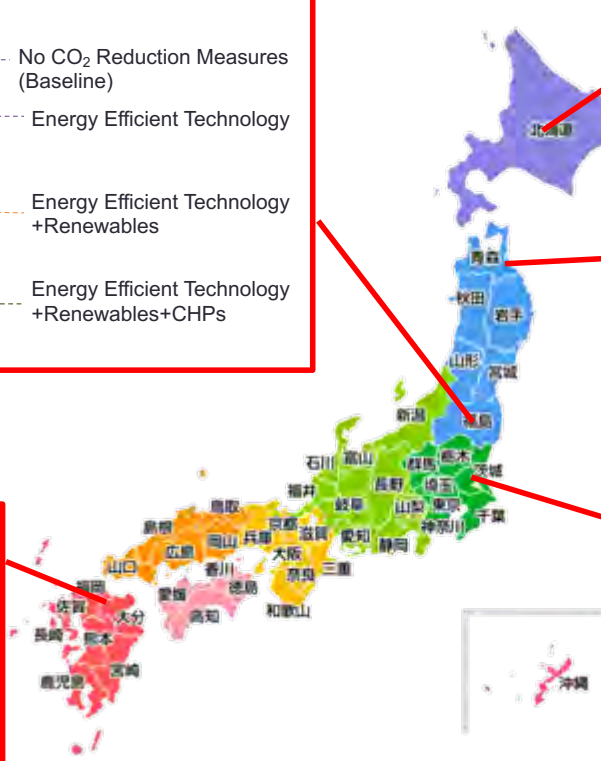 No CO₂ Reduction Measures
(Baseline)
Energy Efficient Technology
Energy Efficient Technology
+Renewables
Energy Efficient Technology
+Renewables+CHPs
北海道
青森
秋田
岩手
山形
宮城
新潟
福島
石川
富山
群馬
栃木
茨城
福井
長野
埼玉
岐阜
山梨
東京
神奈川
千葉
愛知
静岡
鳥取
島根
岡山
兵庫
京都
滋賀
広島
大阪
山口
香川
奈良
三重
福岡
愛媛
徳島
佐賀
大分
高知
和歌山
長崎
熊本
宮崎
鹿児島
沖縄